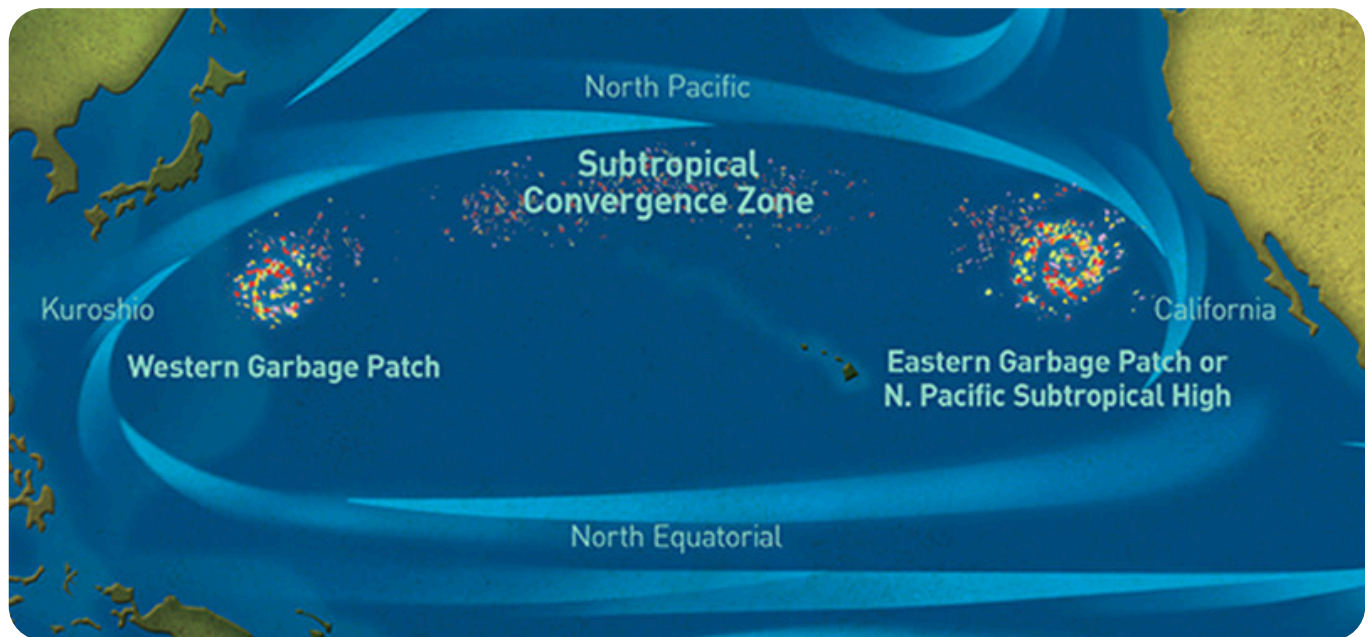 North Pacific
Subtropical
Convergence Zone
Kuroshio
California
Western Garbage Patch
Eastern Garbage Patch or
N. Pacific Subtropical High
North Equatorial